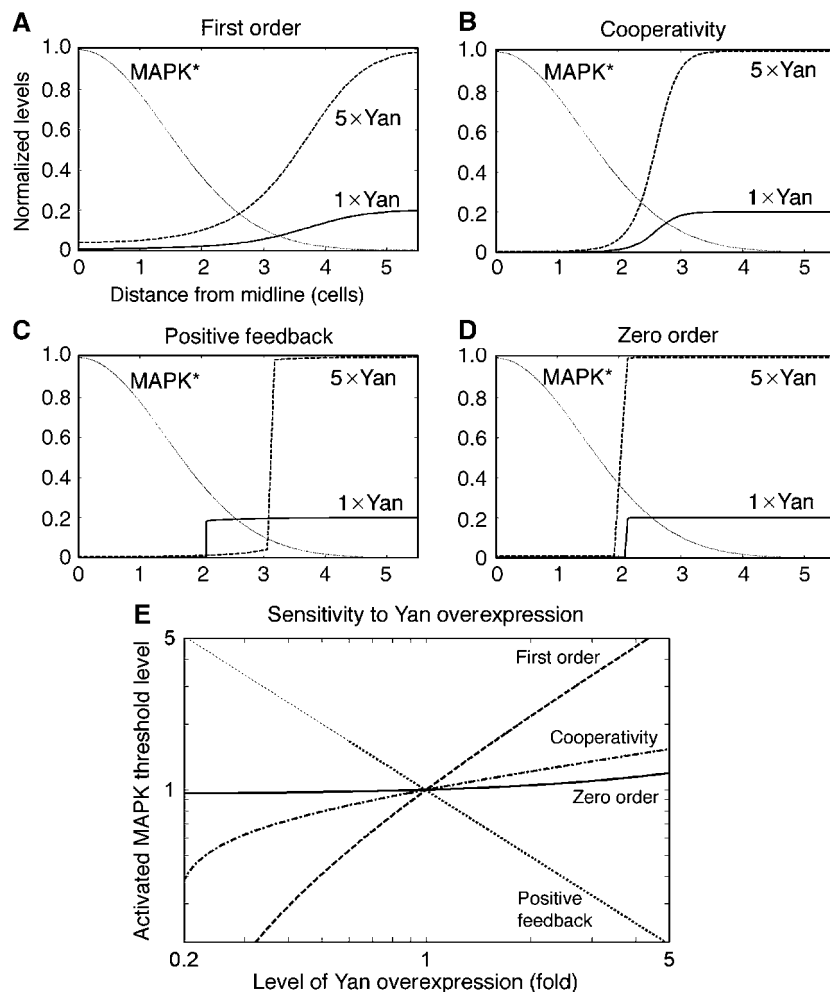 A
First order
1.0
0.8
0.6
0.4
0.2
0
Normalized levels
MAPK*
5×Yan
1×Yan
0 1 2 3 4 5
Distance from midline (cells)
B
Cooperativity
1.0
0.8
0.6
0.4
0.2
0
MAPK*
5×Yan
1×Yan
0 1 2 3 4 5
C
Positive feedback
1.0
0.8
0.6
0.4
0.2
0
MAPK*
5×Yan
1×Yan
0 1 2 3 4 5
D
Zero order
1.0
0.8
0.6
0.4
0.2
0
MAPK*
5×Yan
1×Yan
0 1 2 3 4 5
E
Sensitivity to Yan overexpression
5
1
Activated MAPK threshold level
First order
Cooperativity
Zero order
Positive
feedback
0.2 1 5
Level of Yan overexpression (fold)